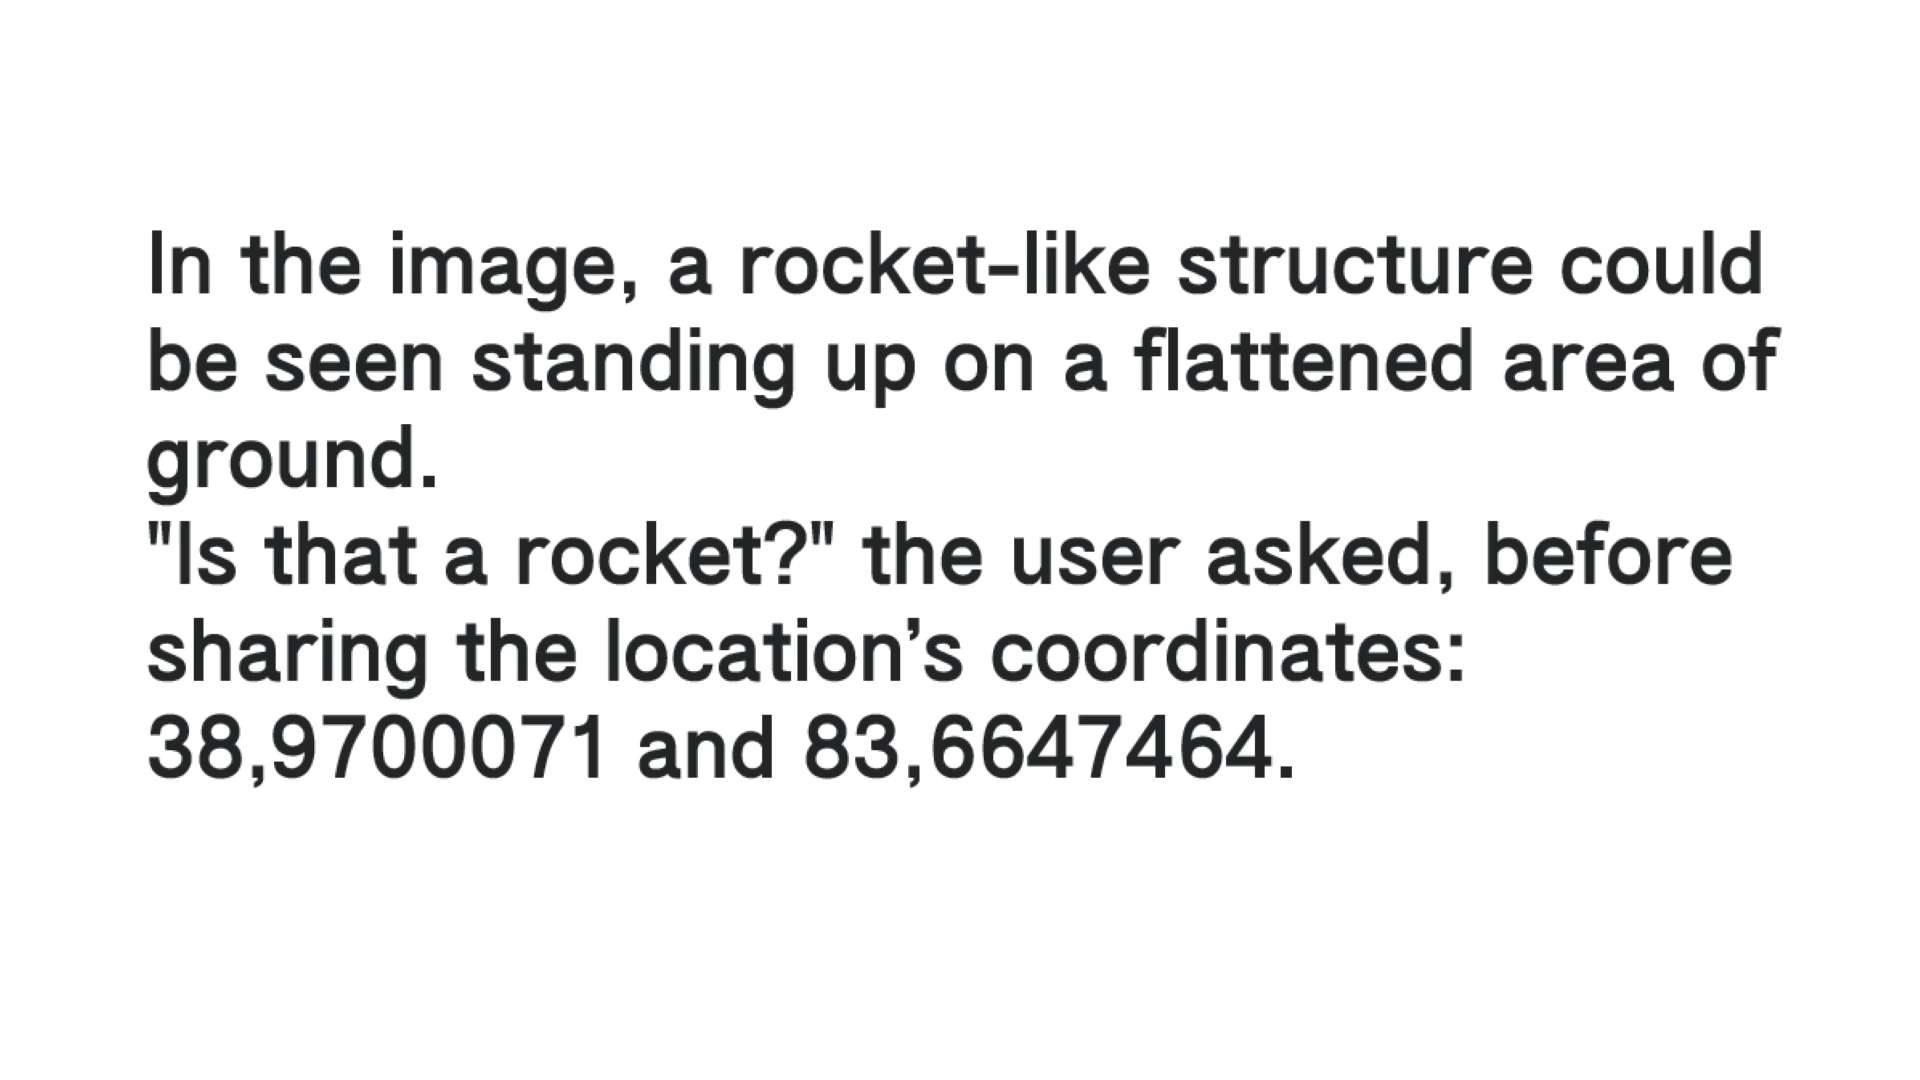 In the image, a rocket-like structure could
be seen standing up on a flattened area of
ground.
"Is that a rocket?" the user asked, before
sharing the location’s coordinates:
38,9700071 and 83,6647464.